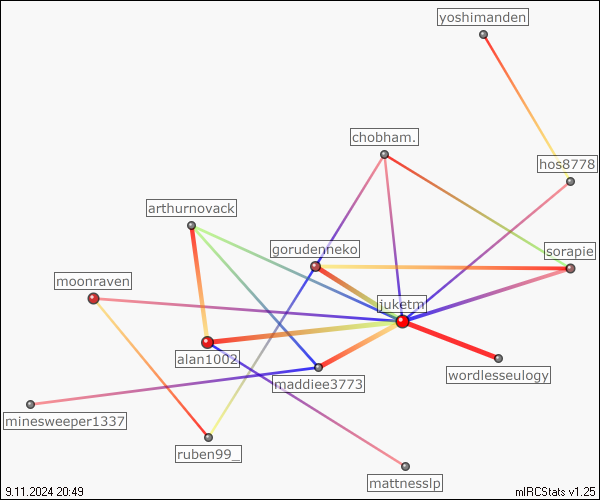 yoshimanden
chobham.
hos8778
arthurnovack
gorudenneko
sorapie
moonraven
juketm
alan1002
wordlesseulogy
maddiee3773
minesweeper1337
ruben99_
mattnesslp
9.11.2024 20:49
mIRCStats v1.25